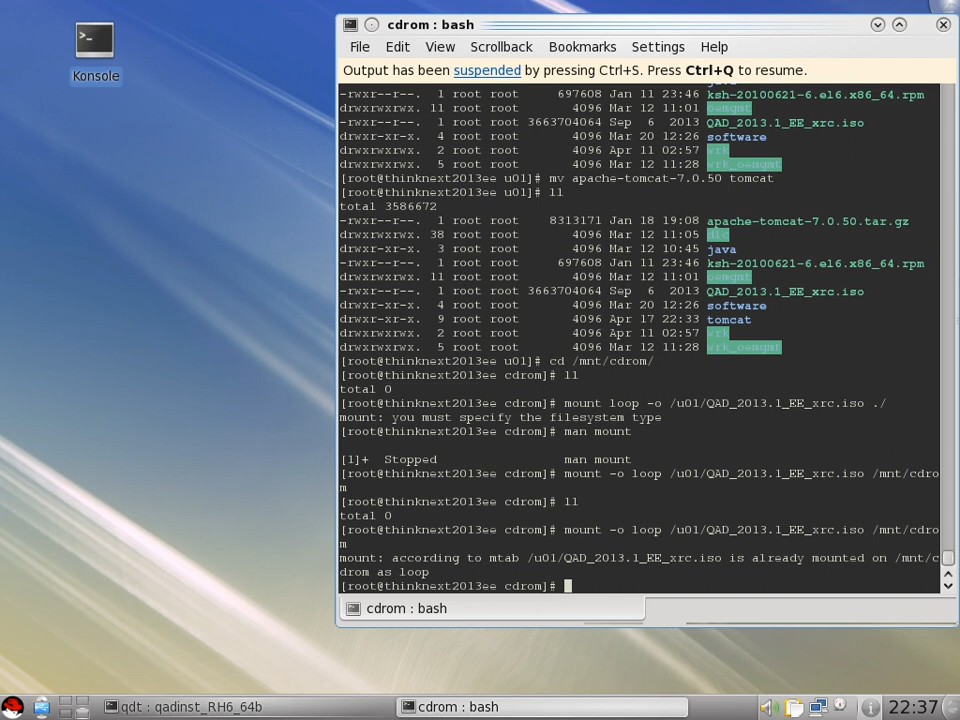 Konsole
cdrom : bash
File Edit View Scrollback Bookmarks Settings Help
Output has been suspended by pressing Ctrl+S. Press Ctrl+Q to resume.
-rwxr--r--. 1 root root 697608 Jan 11 23:46 ksh-20100621-6.el6.x86_64.rpm
drwxrwxrwx. 11 root root 4096 Mar 12 11:01 oemgmt
-rwxr--r--. 1 root root 3663704064 Sep 6 2013 QAD_2013.1_EE_xrc.iso
drwxr-xr-x. 4 root root 4096 Mar 20 12:26 software
drwxrwxrwx. 2 root root 4096 Apr 11 02:57 wrk
drwxrwxrwx. 5 root root 4096 Mar 12 11:28 wrk_oemgmt
[root@thinknext2013ee u01]# mv apache-tomcat-7.0.50 tomcat
[root@thinknext2013ee u01]# ll
total 3586672
-rwxr--r--. 1 root root 8313171 Jan 18 19:08 apache-tomcat-7.0.50.tar.gz
drwxrwxrwx. 38 root root 4096 Mar 12 11:05 dlc
drwxr-xr-x. 3 root root 4096 Mar 12 10:45 java
-rwxr--r--. 1 root root 697608 Jan 11 23:46 ksh-20100621-6.el6.x86_64.rpm
drwxrwxrwx. 11 root root 4096 Mar 12 11:01 oemgmt
-rwxr--r--. 1 root root 3663704064 Sep 6 2013 QAD_2013.1_EE_xrc.iso
drwxr-xr-x. 4 root root 4096 Mar 20 12:26 software
drwxr-xr-x. 9 root root 4096 Apr 17 22:33 tomcat
drwxrwxrwx. 2 root root 4096 Apr 11 02:57 wrk
drwxrwxrwx. 5 root root 4096 Mar 12 11:28 wrk_oemgmt
[root@thinknext2013ee u01]# cd /mnt/cdrom/
[root@thinknext2013ee cdrom]# ll
total 0
[root@thinknext2013ee cdrom]# mount loop -o /u01/QAD_2013.1_EE_xrc.iso ./
mount: you must specify the filesystem type
[root@thinknext2013ee cdrom]# man mount
[1]+ Stopped man mount
[root@thinknext2013ee cdrom]# mount -o loop /u01/QAD_2013.1_EE_xrc.iso /mnt/cdro
m
[root@thinknext2013ee cdrom]# ll
total 0
[root@thinknext2013ee cdrom]# mount -o loop /u01/QAD_2013.1_EE_xrc.iso /mnt/cdro
m
mount: according to mtab /u01/QAD_2013.1_EE_xrc.iso is already mounted on /mnt/c
drom as loop
[root@thinknext2013ee cdrom]#
cdrom : bash
qdt : qadinst_RH6_64b
cdrom : bash
22:37